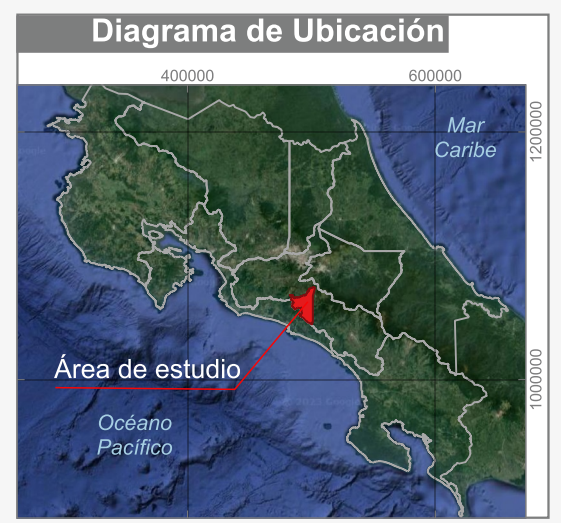 Diagrama de Ubicación
400000 600000
Mar
Caribe
1200000
Área de estudio
1000000
Océano
Pacífico